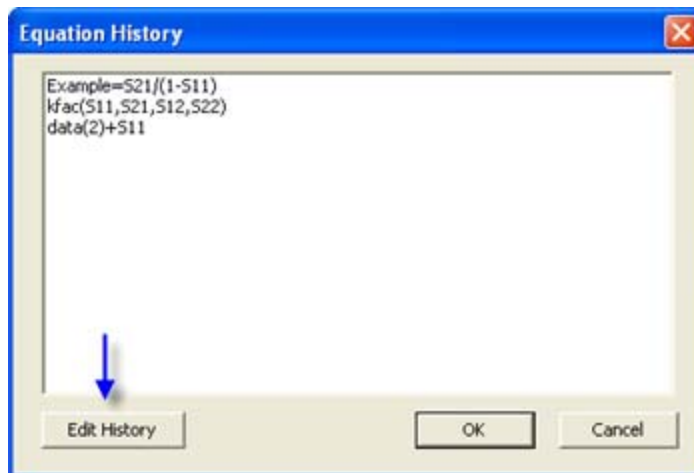 Equation History
Example=S21/(1-S11)
kfac(S11,S21,S12,S22)
data(2)+S11
Edit History
OK
Cancel